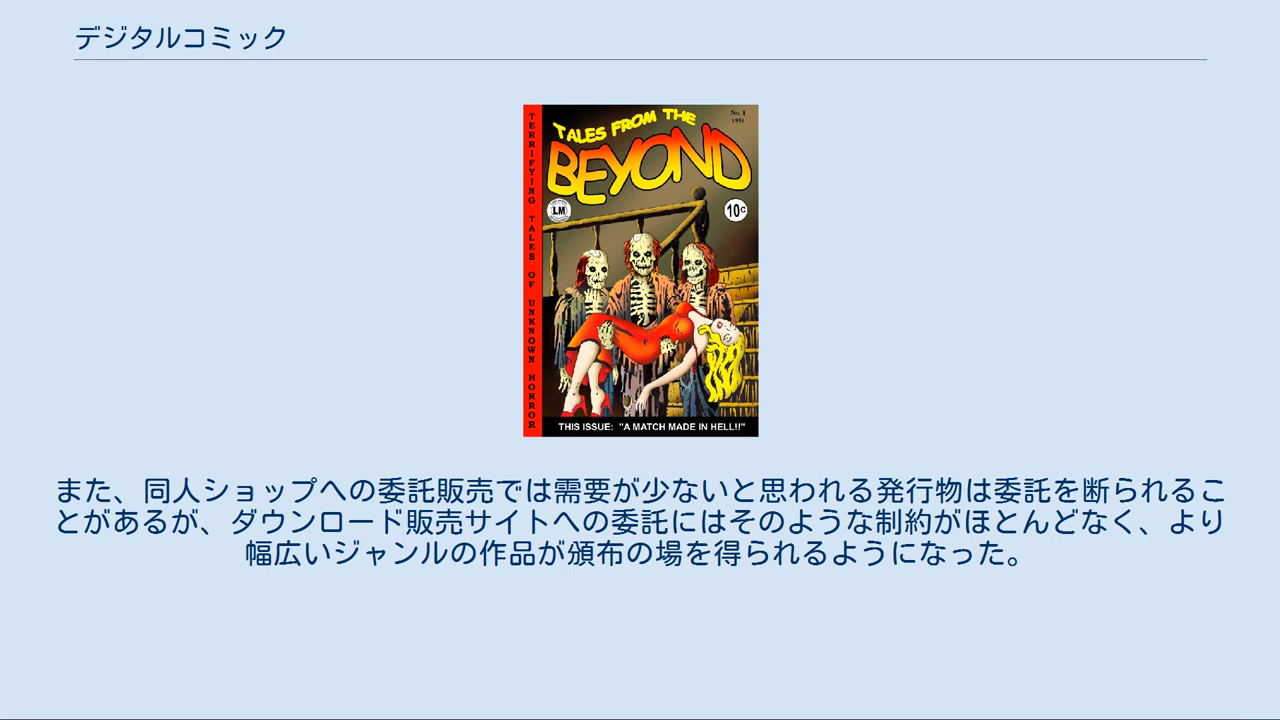 デジタルコミック
TALES FROM THE
BEYOND
No. 1
1951
LM
10¢
TERRIFYING TALES OF UNKNOWN HORROR
THIS ISSUE: "A MATCH MADE IN HELL!!"
また、同人ショップへの委託販売では需要が少ないと思われる発行物は委託を断られるこ
とがあるが、ダウンロード販売サイトへの委託にはそのような制約がほとんどなく、より
幅広いジャンルの作品が頒布の場を得られるようになった。